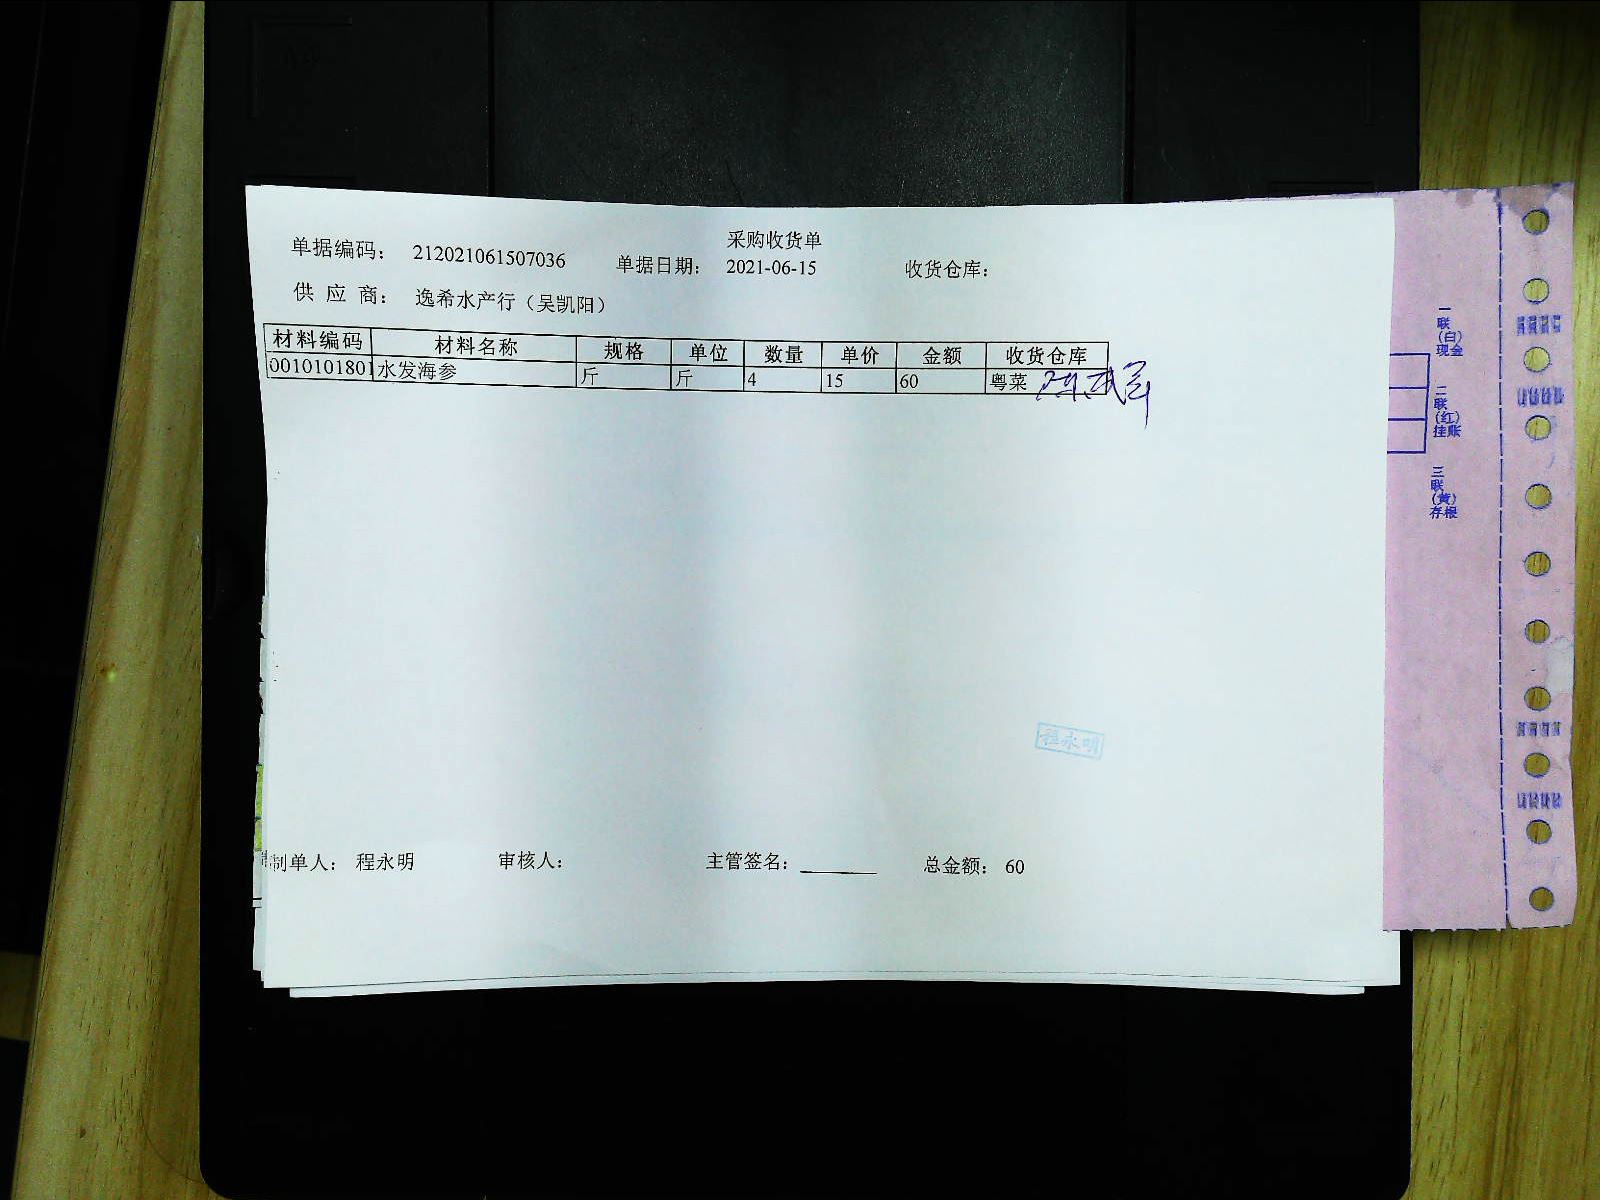 采购收货单
单据编码： 212021061507036 单据日期： 2021-06-15 收货仓库：
供 应 商： 逸希水产行（吴凯阳）
材料编码 材料名称 规格 单位 数量 单价 金额 收货仓库
0010101801 水发海参 斤 斤 4 15 60 粤菜
程永明
制单人： 程永明 审核人： 主管签名： 总金额： 60
一联（白）现金
二联（红）挂账
三联（黄）存根